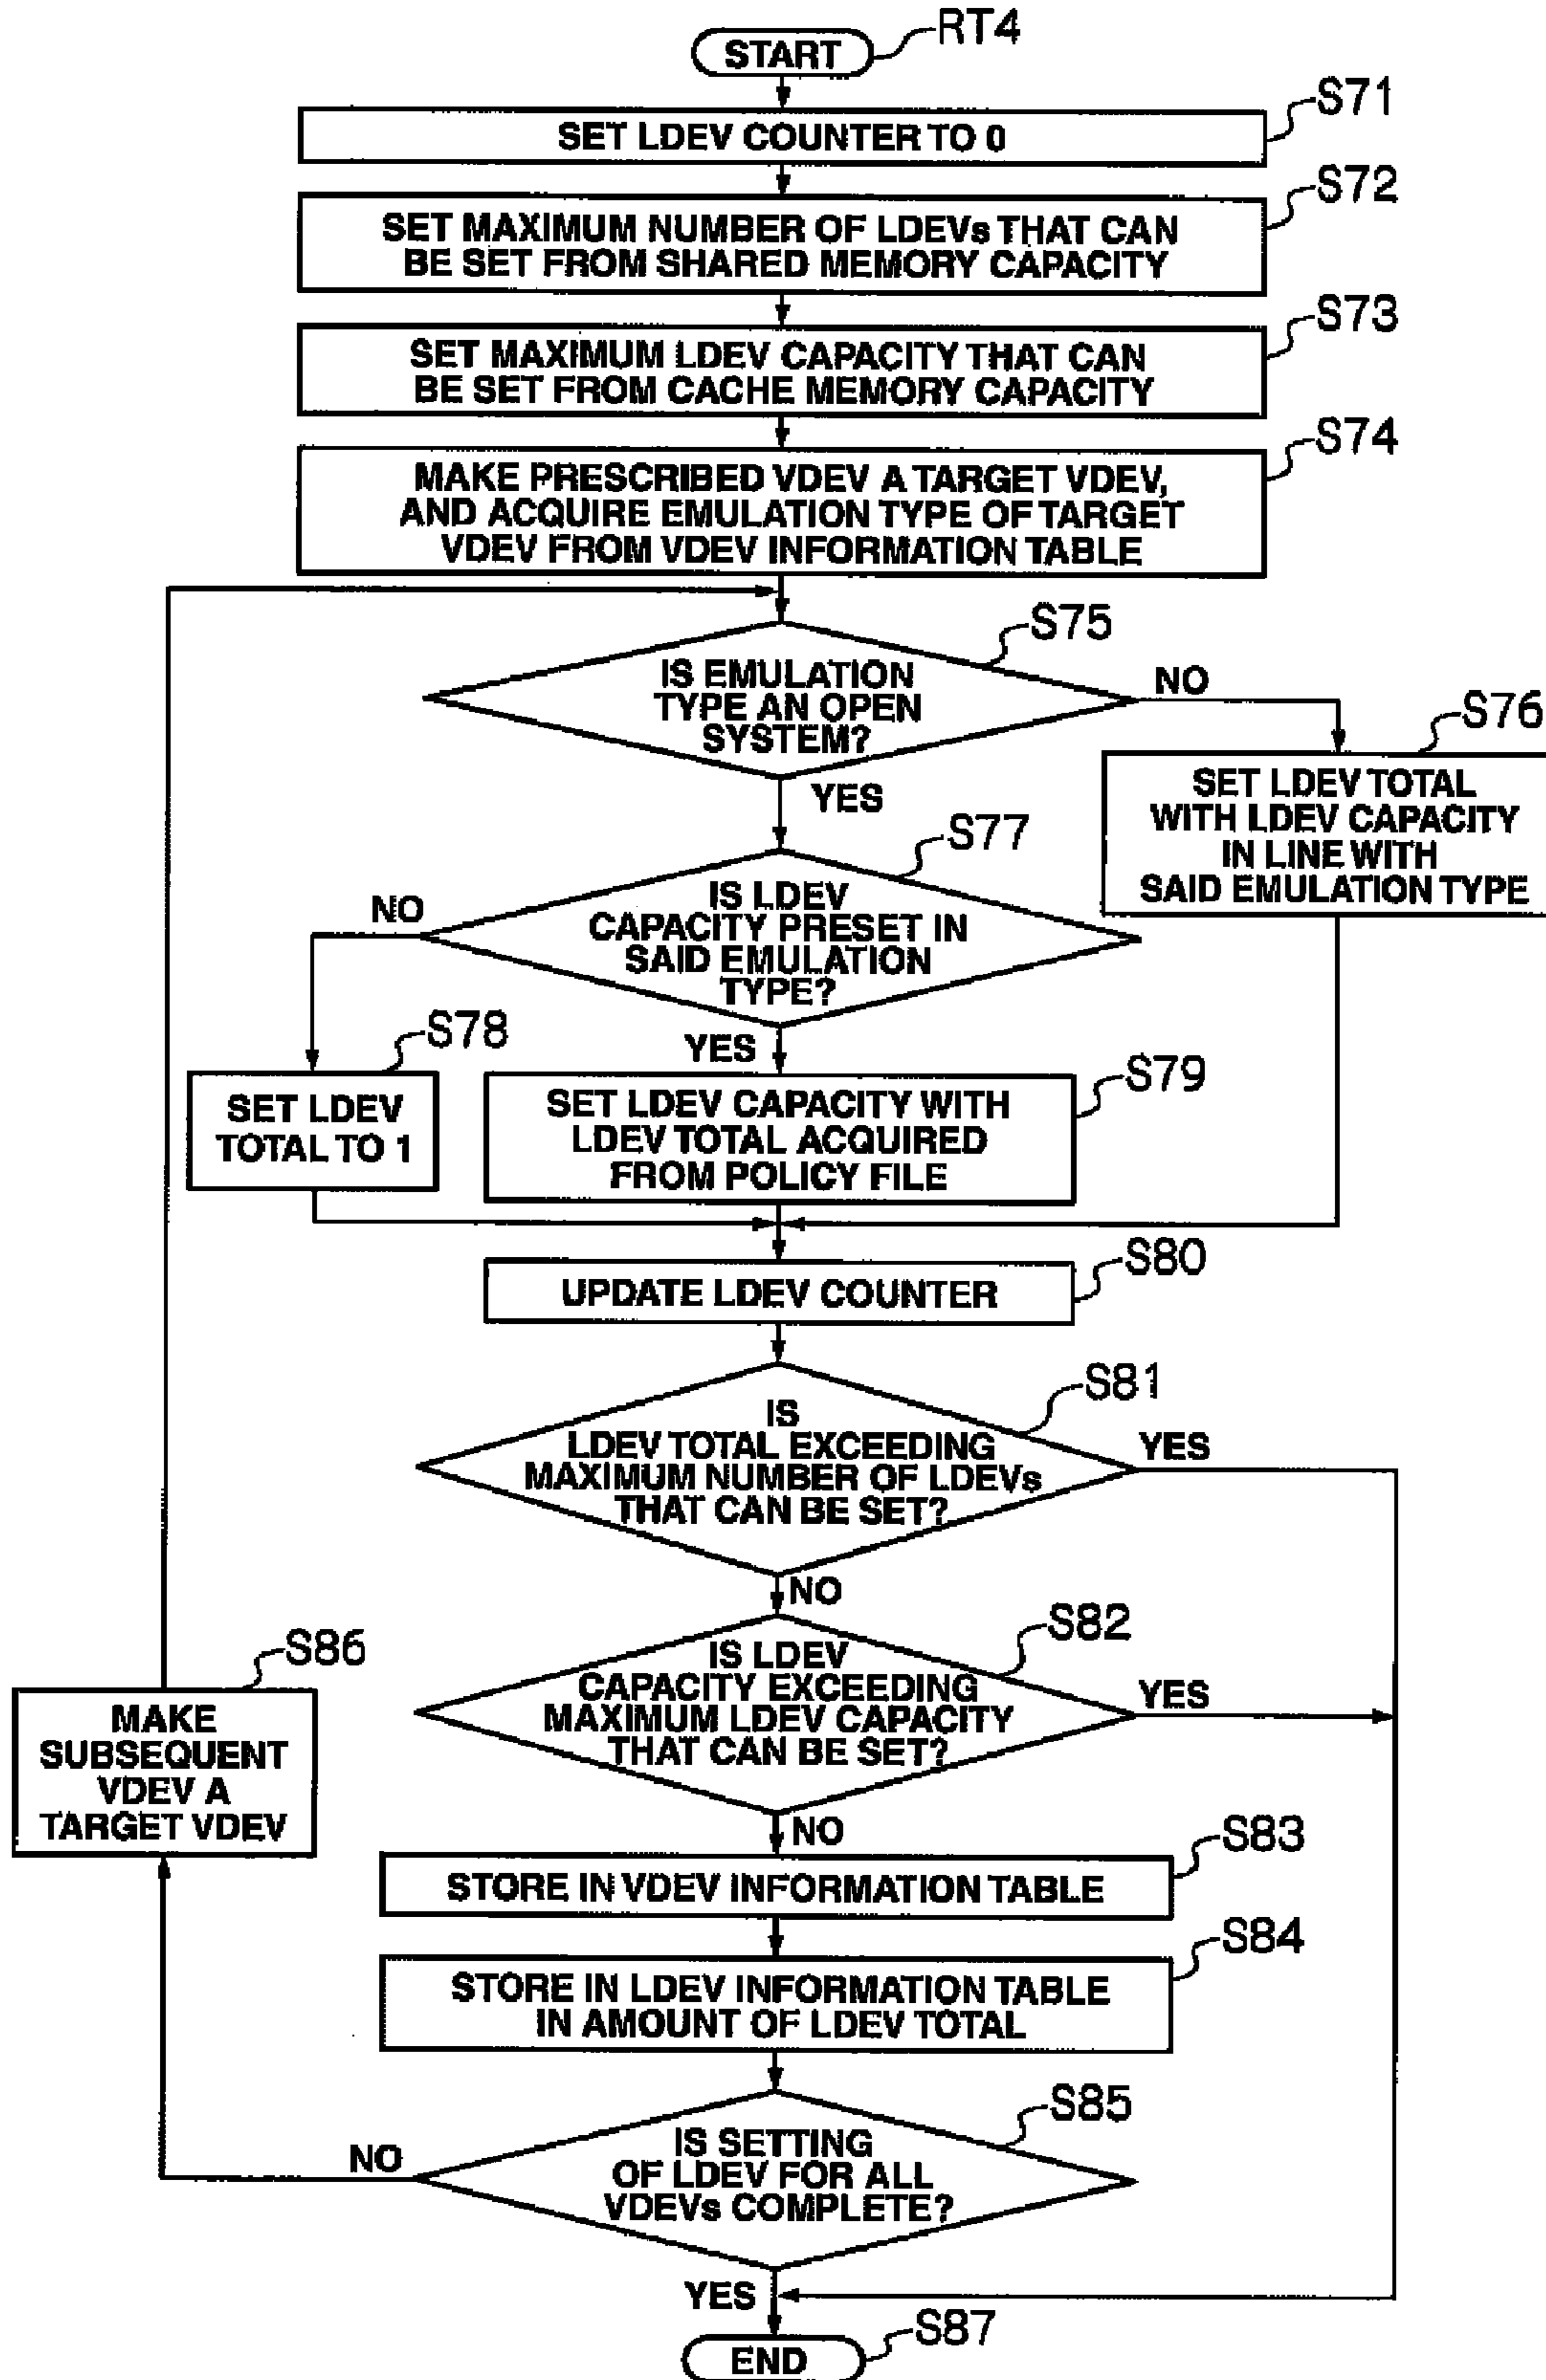 RT4
START
S71
SET LDEV COUNTER TO 0
S72
SET MAXIMUM NUMBER OF LDEVs THAT CAN
BE SET FROM SHARED MEMORY CAPACITY
S73
SET MAXIMUM LDEV CAPACITY THAT CAN
BE SET FROM CACHE MEMORY CAPACITY
S74
MAKE PRESCRIBED VDEV A TARGET VDEV,
AND ACQUIRE EMULATION TYPE OF TARGET
VDEV FROM VDEV INFORMATION TABLE
S75
IS EMULATION
TYPE AN OPEN
SYSTEM?
NO
YES
S76
SET LDEV TOTAL
WITH LDEV CAPACITY
IN LINE WITH
SAID EMULATION TYPE
S77
IS LDEV
CAPACITY PRESET IN
SAID EMULATION
TYPE?
NO
YES
S78
SET LDEV
TOTAL TO 1
S79
SET LDEV CAPACITY WITH
LDEV TOTAL ACQUIRED
FROM POLICY FILE
S80
UPDATE LDEV COUNTER
S81
IS
LDEV TOTAL EXCEEDING
MAXIMUM NUMBER OF LDEVs
THAT CAN BE SET?
YES
NO
S82
IS LDEV
CAPACITY EXCEEDING
MAXIMUM LDEV CAPACITY
THAT CAN BE SET?
YES
NO
S86
MAKE
SUBSEQUENT
VDEV A
TARGET VDEV
S83
STORE IN VDEV INFORMATION TABLE
S84
STORE IN LDEV INFORMATION TABLE
IN AMOUNT OF LDEV TOTAL
S85
IS SETTING
OF LDEV FOR ALL
VDEVs COMPLETE?
NO
YES
S87
END